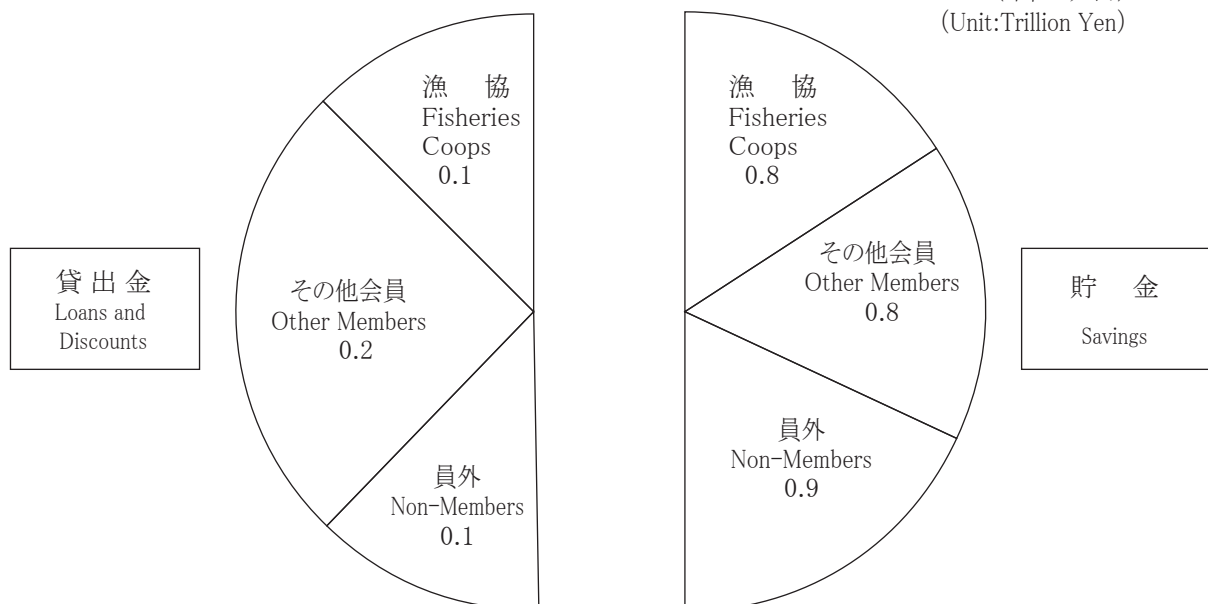 (Unit:Trillion Yen)
漁 協
Fisheries
Coops
0.1
その他会員
Other Members
0.2
員外
Non-Members
0.1
貸出金
Loans and
Discounts
漁 協
Fisheries
Coops
0.8
その他会員
Other Members
0.8
員外
Non-Members
0.9
貯 金
Savings